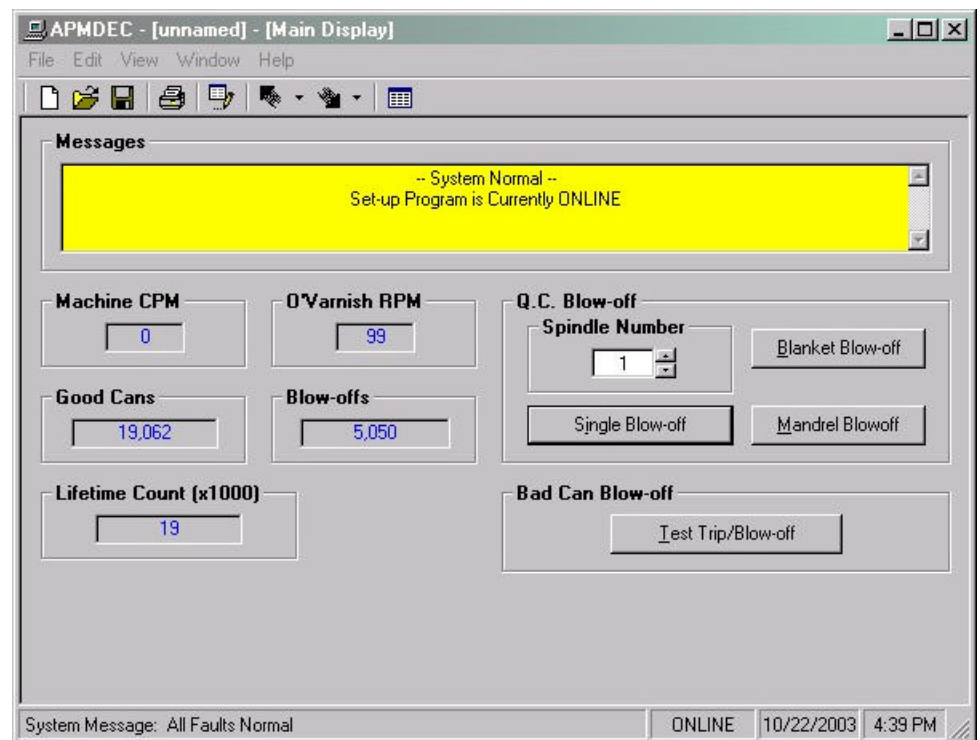 APMDEC - [unnamed] - [Main Display]
File Edit View Window Help
Messages
-- System Normal --
Set-up Program is Currently ONLINE
Machine CPM
0
O'Varnish RPM
99
Good Cans
19,062
Blow-offs
5,050
Lifetime Count (x1000)
19
Q.C. Blow-off
Spindle Number
1
Blanket Blow-off
Single Blow-off
Mandrel Blowoff
Bad Can Blow-off
Test Trip/Blow-off
System Message: All Faults Normal
ONLINE
10/22/2003
4:39 PM